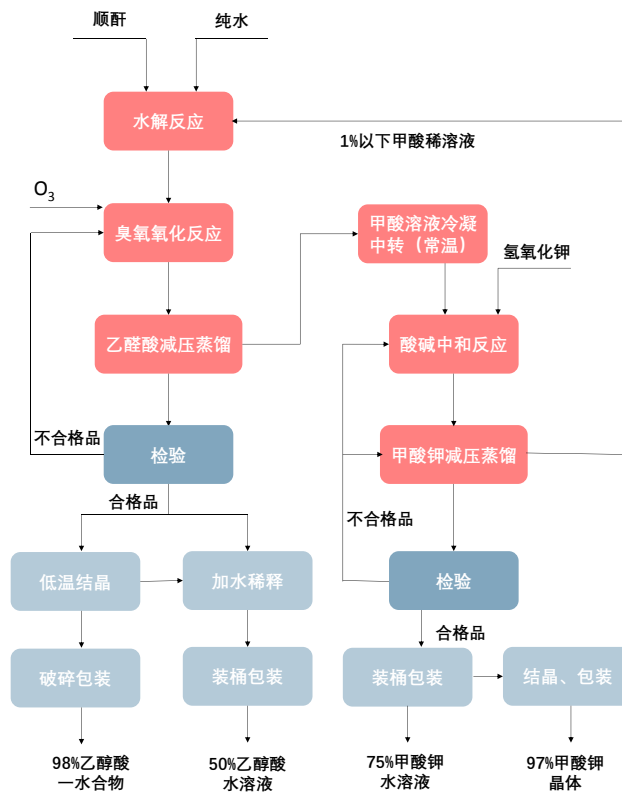 顺酐
纯水
水解反应
1%以下甲酸稀溶液
O3
臭氧氧化反应
甲酸溶液冷凝
中转（常温）
氢氧化钾
乙醛酸减压蒸馏
酸碱中和反应
不合格品
检验
甲酸钾减压蒸馏
合格品
不合格品
低温结晶
加水稀释
检验
合格品
破碎包装
装桶包装
装桶包装
结晶、包装
98%乙醇酸
一水合物
50%乙醇酸
水溶液
75%甲酸钾
水溶液
97%甲酸钾
晶体